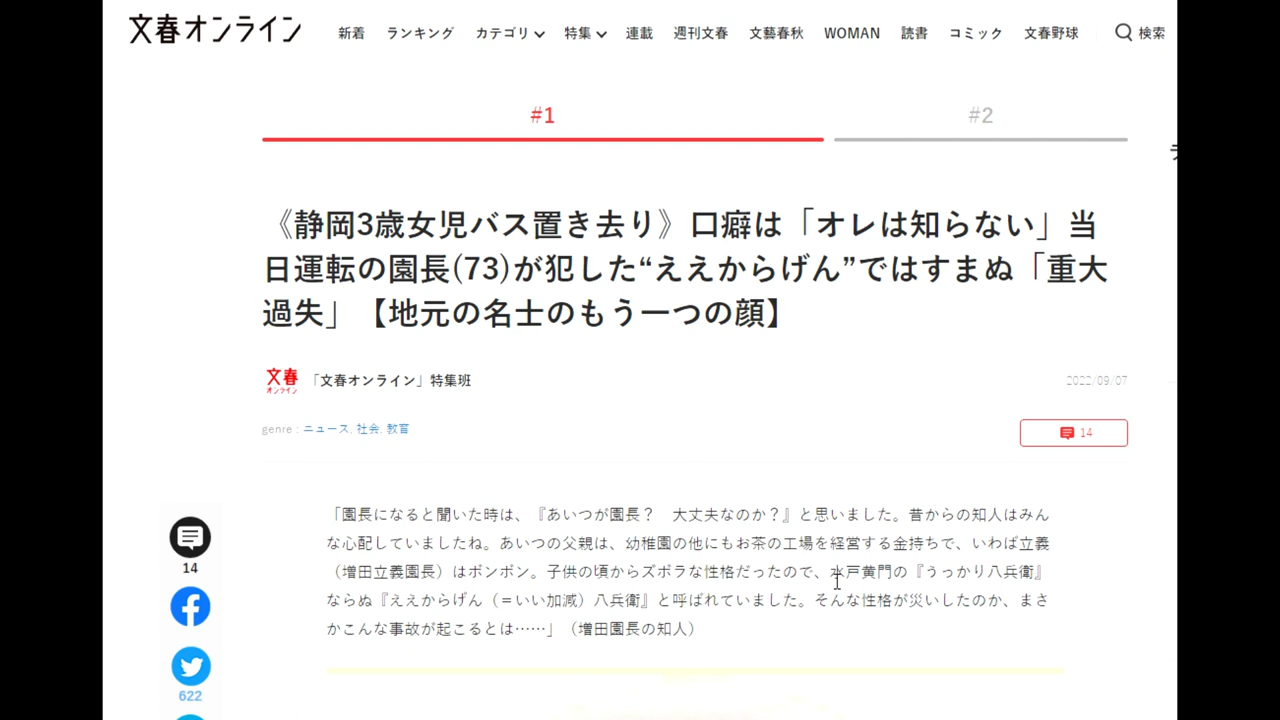 文春オンライン 新着 ランキング カテゴリ 特集 連載 週刊文春 文藝春秋 WOMAN 読書 コミック 文春野球 検索
#1 #2
《静岡3歳女児バス置き去り》口癖は「オレは知らない」当
日運転の園長(73)が犯した“ええからげん”ではすまぬ「重大
過失」【地元の名士のもう一つの顔】
文春オンライン 「文春オンライン」特集班 2022/09/07
genre : ニュース, 社会, 教育
14
「園長になると聞いた時は、『あいつが園長？　大丈夫なのか？』と思いました。昔からの知人はみん
な心配していましたね。あいつの父親は、幼稚園の他にもお茶の工場を経営する金持ちで、いわば立義
（増田立義園長）はボンボン。子供の頃からズボラな性格だったので、水戸黄門の『うっかり八兵衛』
ならぬ『ええからげん（＝いい加減）八兵衛』と呼ばれていました。そんな性格が災いしたのか、まさ
かこんな事故が起こるとは……」（増田園長の知人）
14
622